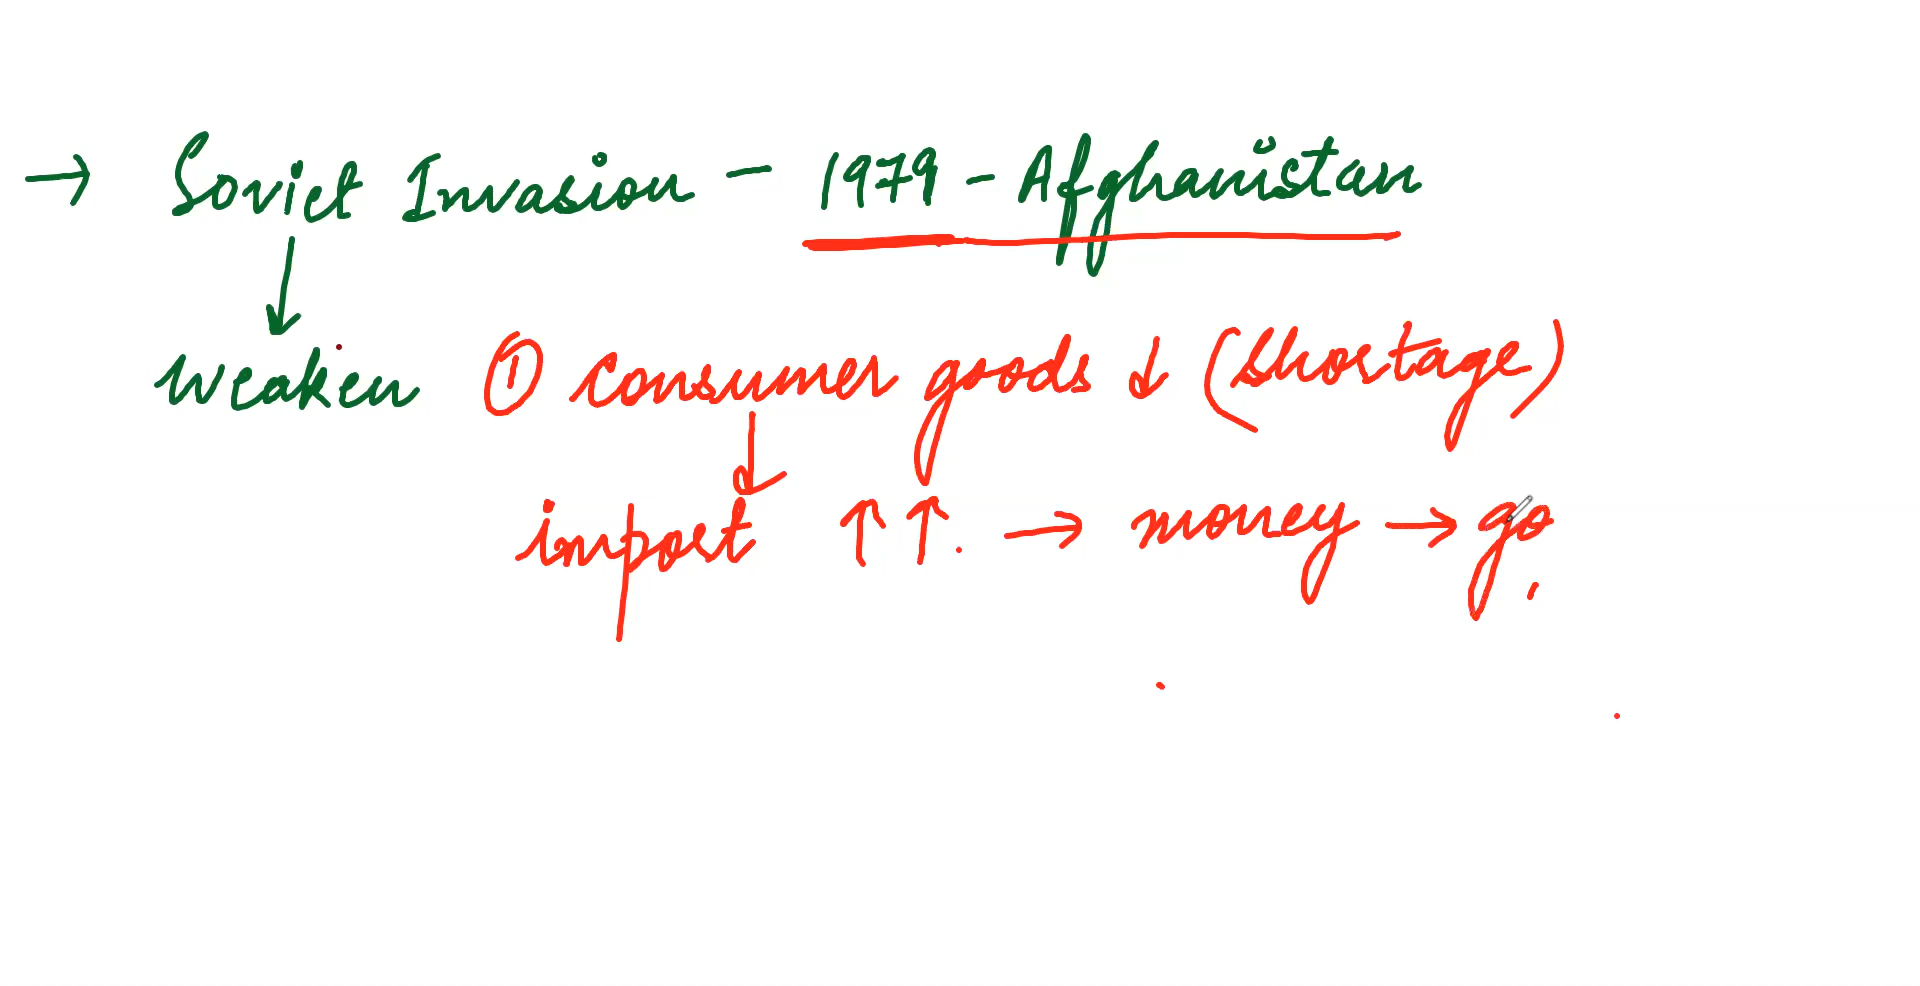 → Soviet Invasion - 1979 - Afghanistan
↓
Weaken ① Consumer goods ↓ (Shortage)
↓
import ↑↑. → money → go